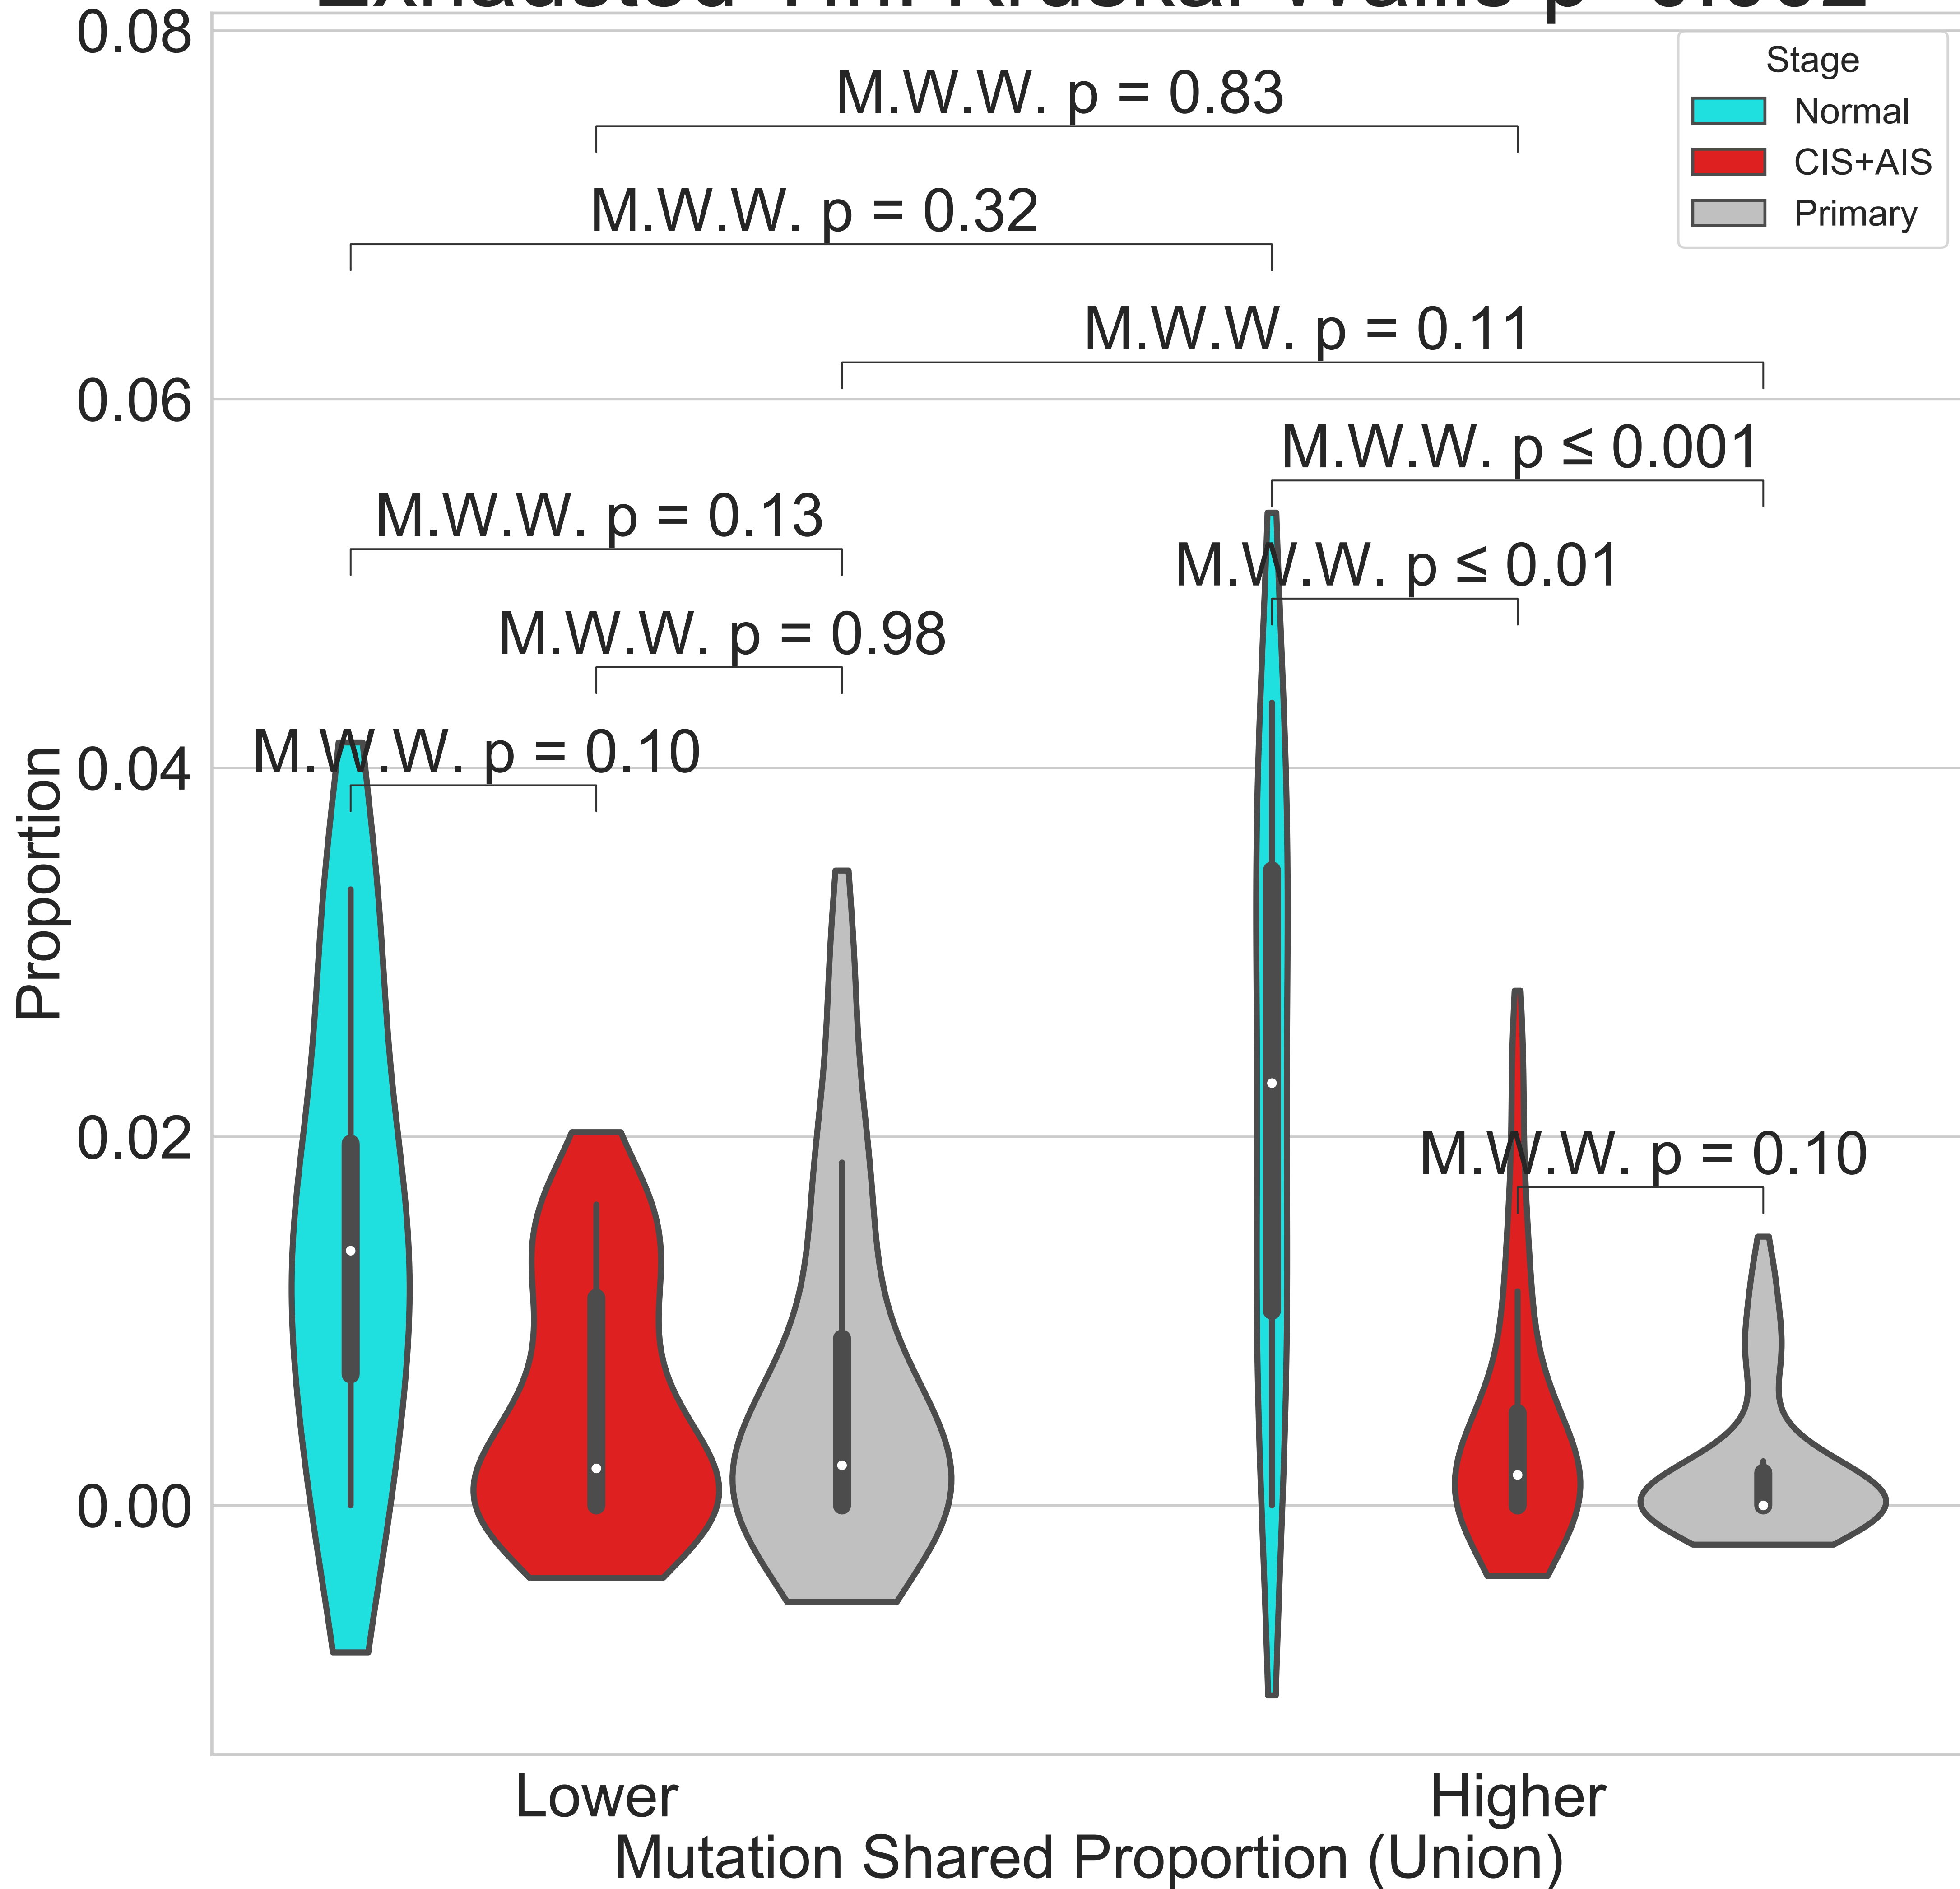 0.08
0.06
0.04
0.02
0.00
Proportion
Stage
Normal
CIS+AIS
Primary
M.W.W. p = 0.83
M.W.W. p = 0.32
M.W.W. p = 0.11
M.W.W. p ≤ 0.001
M.W.W. p = 0.13
M.W.W. p ≤ 0.01
M.W.W. p = 0.98
M.W.W. p = 0.10
M.W.W. p = 0.10
Lower
Higher
Mutation Shared Proportion (Union)